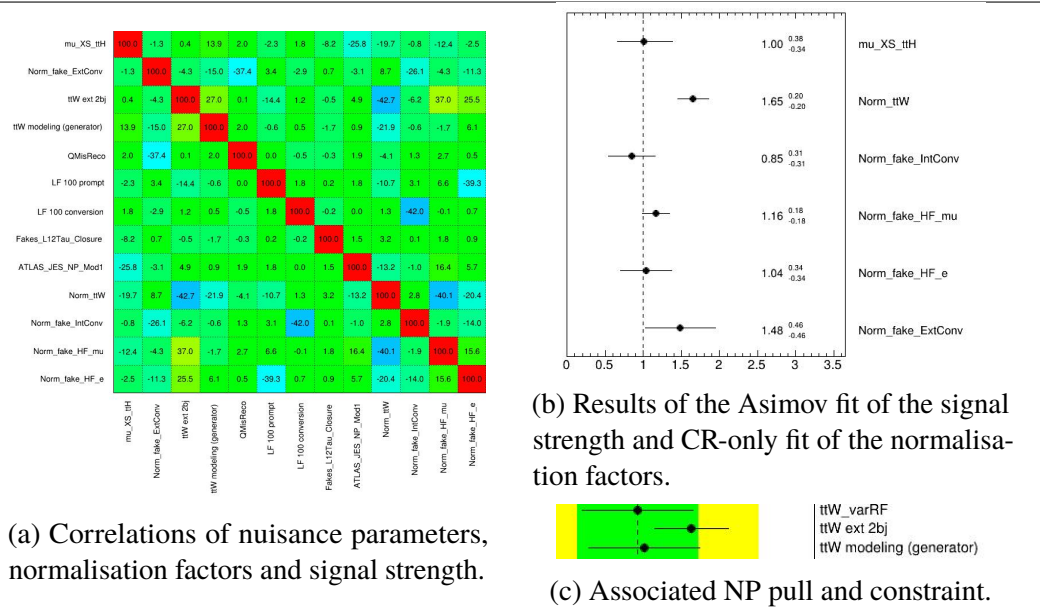 mu_XS_ttH 100.0 -1.3 0.4 13.9 2.0 -2.3 1.8 -8.2 -25.8 -19.7 -0.8 -12.4 -2.5
Norm_fake_ExtConv -1.3 100.0 -4.3 -15.0 -37.4 3.4 -2.9 0.7 -3.1 8.7 -26.1 -4.3 -11.3
ttW ext 2bj 0.4 -4.3 100.0 27.0 0.1 -14.4 1.2 -0.5 4.9 -42.7 -6.2 37.0 25.5
ttW modeling (generator) 13.9 -15.0 27.0 100.0 2.0 -0.6 0.5 -1.7 0.9 -21.9 -0.6 -1.7 6.1
QMisReco 2.0 -37.4 0.1 2.0 100.0 0.0 -0.5 -0.3 1.9 -4.1 1.3 2.7 0.5
LF 100 prompt -2.3 3.4 -14.4 -0.6 0.0 100.0 1.8 0.2 1.8 -10.7 3.1 6.6 -39.3
LF 100 conversion 1.8 -2.9 1.2 0.5 -0.5 1.8 100.0 -0.2 0.0 1.3 -42.0 -0.1 0.7
Fakes_L12Tau_Closure -8.2 0.7 -0.5 -1.7 -0.3 0.2 -0.2 100.0 1.5 3.2 0.1 1.8 0.9
ATLAS_JES_NP_Mod1 -25.8 -3.1 4.9 0.9 1.9 1.8 0.0 1.5 100.0 -13.2 -1.0 16.4 5.7
Norm_ttW -19.7 8.7 -42.7 -21.9 -4.1 -10.7 1.3 3.2 -13.2 100.0 2.8 -40.1 -20.4
Norm_fake_IntConv -0.8 -26.1 -6.2 -0.6 1.3 3.1 -42.0 0.1 -1.0 2.8 100.0 -1.9 -14.0
Norm_fake_HF_mu -12.4 -4.3 37.0 -1.7 2.7 6.6 -0.1 1.8 16.4 -40.1 -1.9 100.0 15.6
Norm_fake_HF_e -2.5 -11.3 25.5 6.1 0.5 -39.3 0.7 0.9 5.7 -20.4 -14.0 15.6 100.0
mu_XS_ttH
Norm_fake_ExtConv
ttW ext 2bj
ttW modeling (generator)
QMisReco
LF 100 prompt
LF 100 conversion
Fakes_L12Tau_Closure
ATLAS_JES_NP_Mod1
Norm_ttW
Norm_fake_IntConv
Norm_fake_HF_mu
Norm_fake_HF_e
(a) Correlations of nuisance parameters,
normalisation factors and signal strength.
1.00 0.38 -0.34 mu_XS_ttH
1.65 0.20 -0.20 Norm_ttW
0.85 0.31 -0.31 Norm_fake_IntConv
1.16 0.18 -0.18 Norm_fake_HF_mu
1.04 0.34 -0.34 Norm_fake_HF_e
1.48 0.46 -0.46 Norm_fake_ExtConv
0 0.5 1 1.5 2 2.5 3 3.5
(b) Results of the Asimov fit of the signal
strength and CR-only fit of the normalisa-
tion factors.
ttW_varRF
ttW ext 2bj
ttW modeling (generator)
(c) Associated NP pull and constraint.